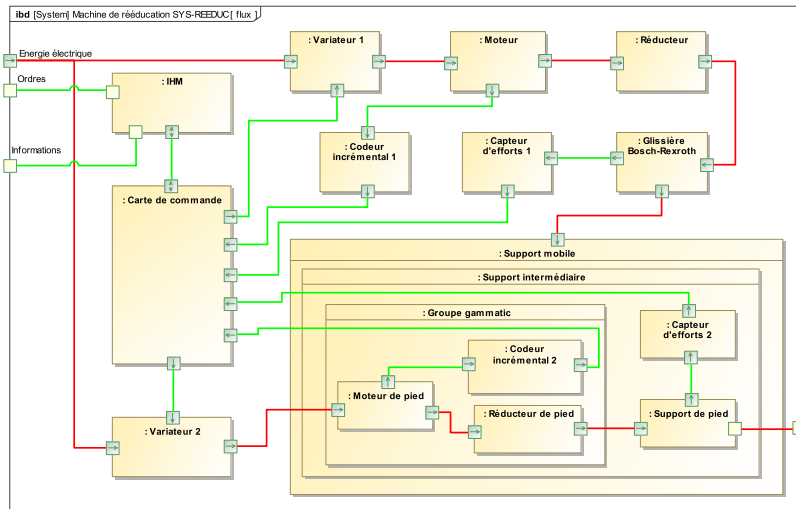 ibd [System] Machine de rééducation SYS-REEDUC[ flux ]
Energie électrique
Ordres
Informations
: IHM
: Variateur 1
: Moteur
: Réducteur
: Codeur
incrémental 1
: Capteur
d'efforts 1
: Glissière
Bosch-Rexroth
: Carte de commande
: Support mobile
: Support intermédiaire
: Groupe gammatic
: Codeur
incrémental 2
: Capteur
d'efforts 2
: Moteur de pied
: Réducteur de pied
: Support de pied
: Variateur 2